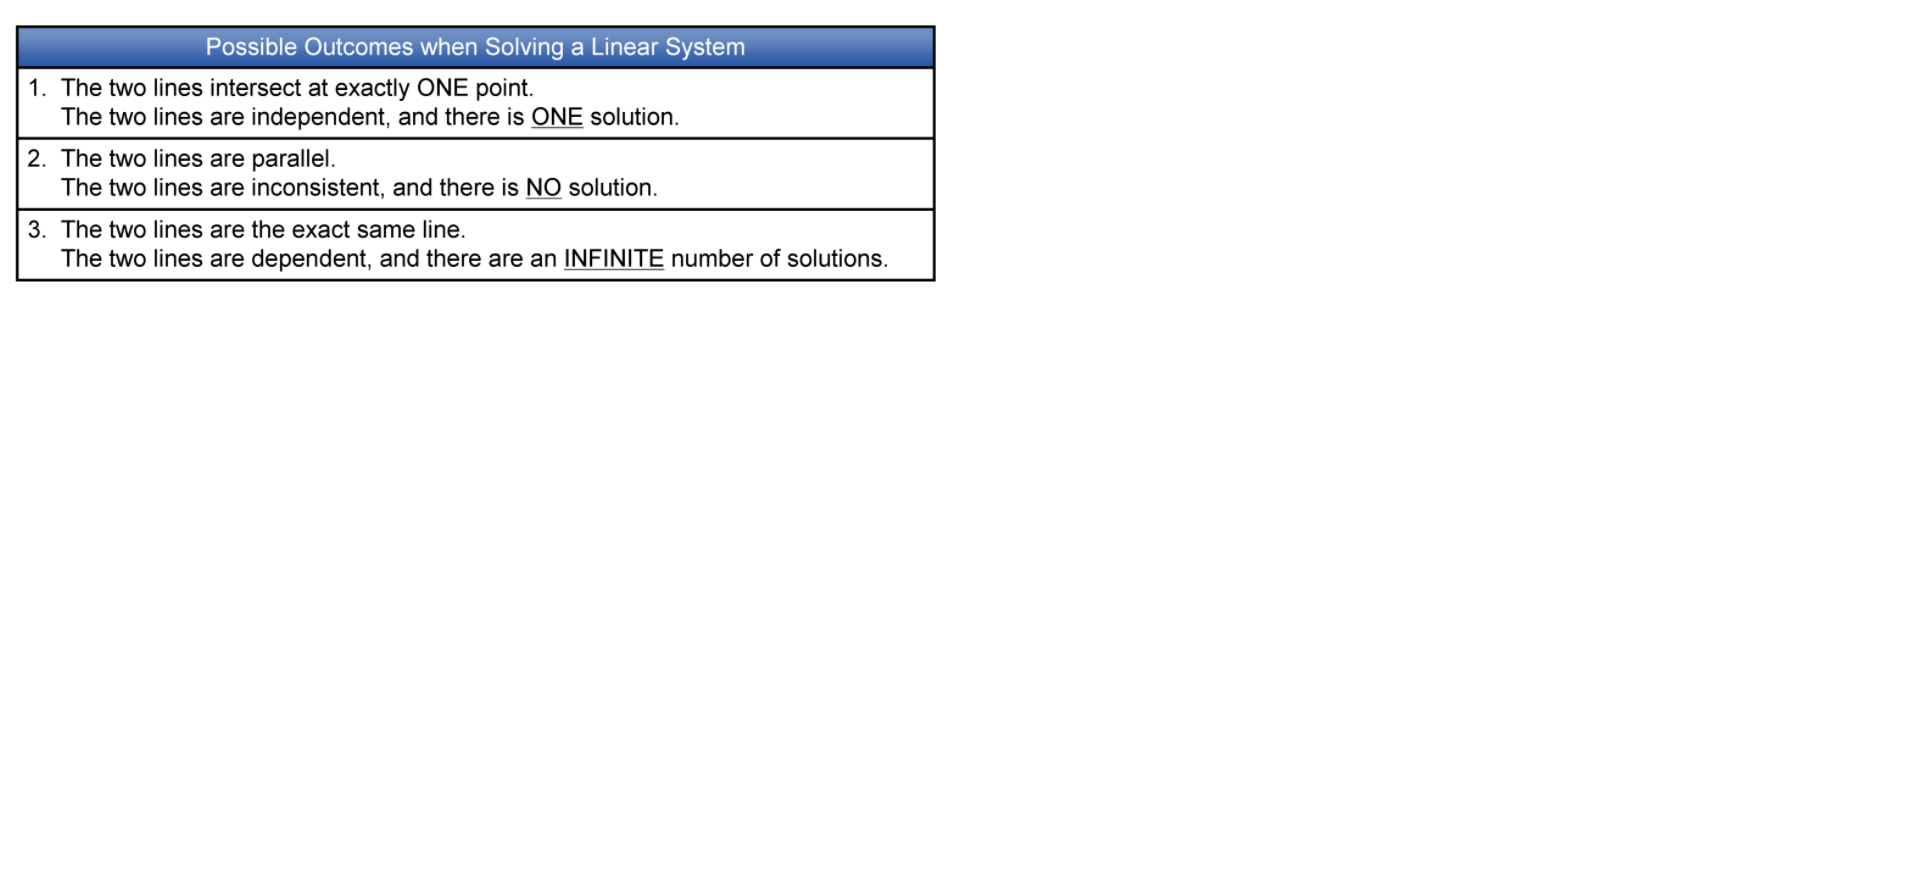 Possible Outcomes when Solving a Linear System
1. The two lines intersect at exactly ONE point.
The two lines are independent, and there is ONE solution.
2. The two lines are parallel.
The two lines are inconsistent, and there is NO solution.
3. The two lines are the exact same line.
The two lines are dependent, and there are an INFINITE number of solutions.